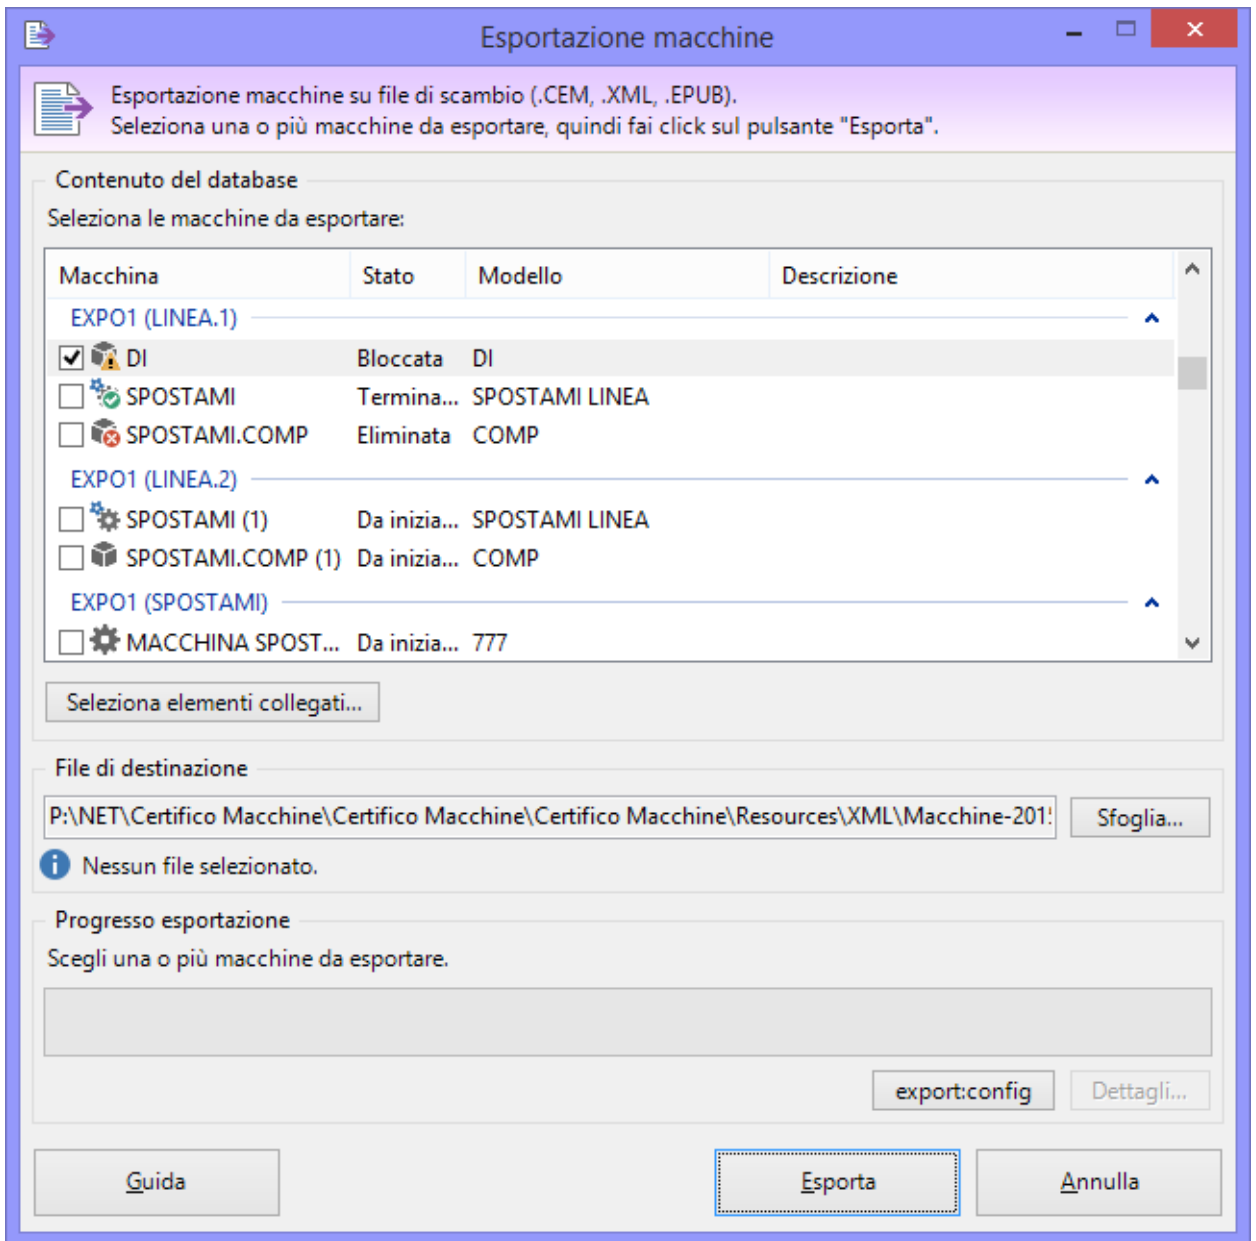 Esportazione macchine
Esportazione macchine su file di scambio (.CEM, .XML, .EPUB).
Seleziona una o più macchine da esportare, quindi fai click sul pulsante "Esporta".
Contenuto del database
Seleziona le macchine da esportare:
Macchina Stato Modello Descrizione
EXPO1 (LINEA.1)
DI Bloccata DI
SPOSTAMI Termina... SPOSTAMI LINEA
SPOSTAMI.COMP Eliminata COMP
EXPO1 (LINEA.2)
SPOSTAMI (1) Da inizia... SPOSTAMI LINEA
SPOSTAMI.COMP (1) Da inizia... COMP
EXPO1 (SPOSTAMI)
MACCHINA SPOST... Da inizia... 777
Seleziona elementi collegati...
File di destinazione
P:\NET\Certifico Macchine\Certifico Macchine\Certifico Macchine\Resources\XML\Macchine-201 Sfoglia...
Nessun file selezionato.
Progresso esportazione
Scegli una o più macchine da esportare.
export:config Dettagli...
Guida Esporta Annulla